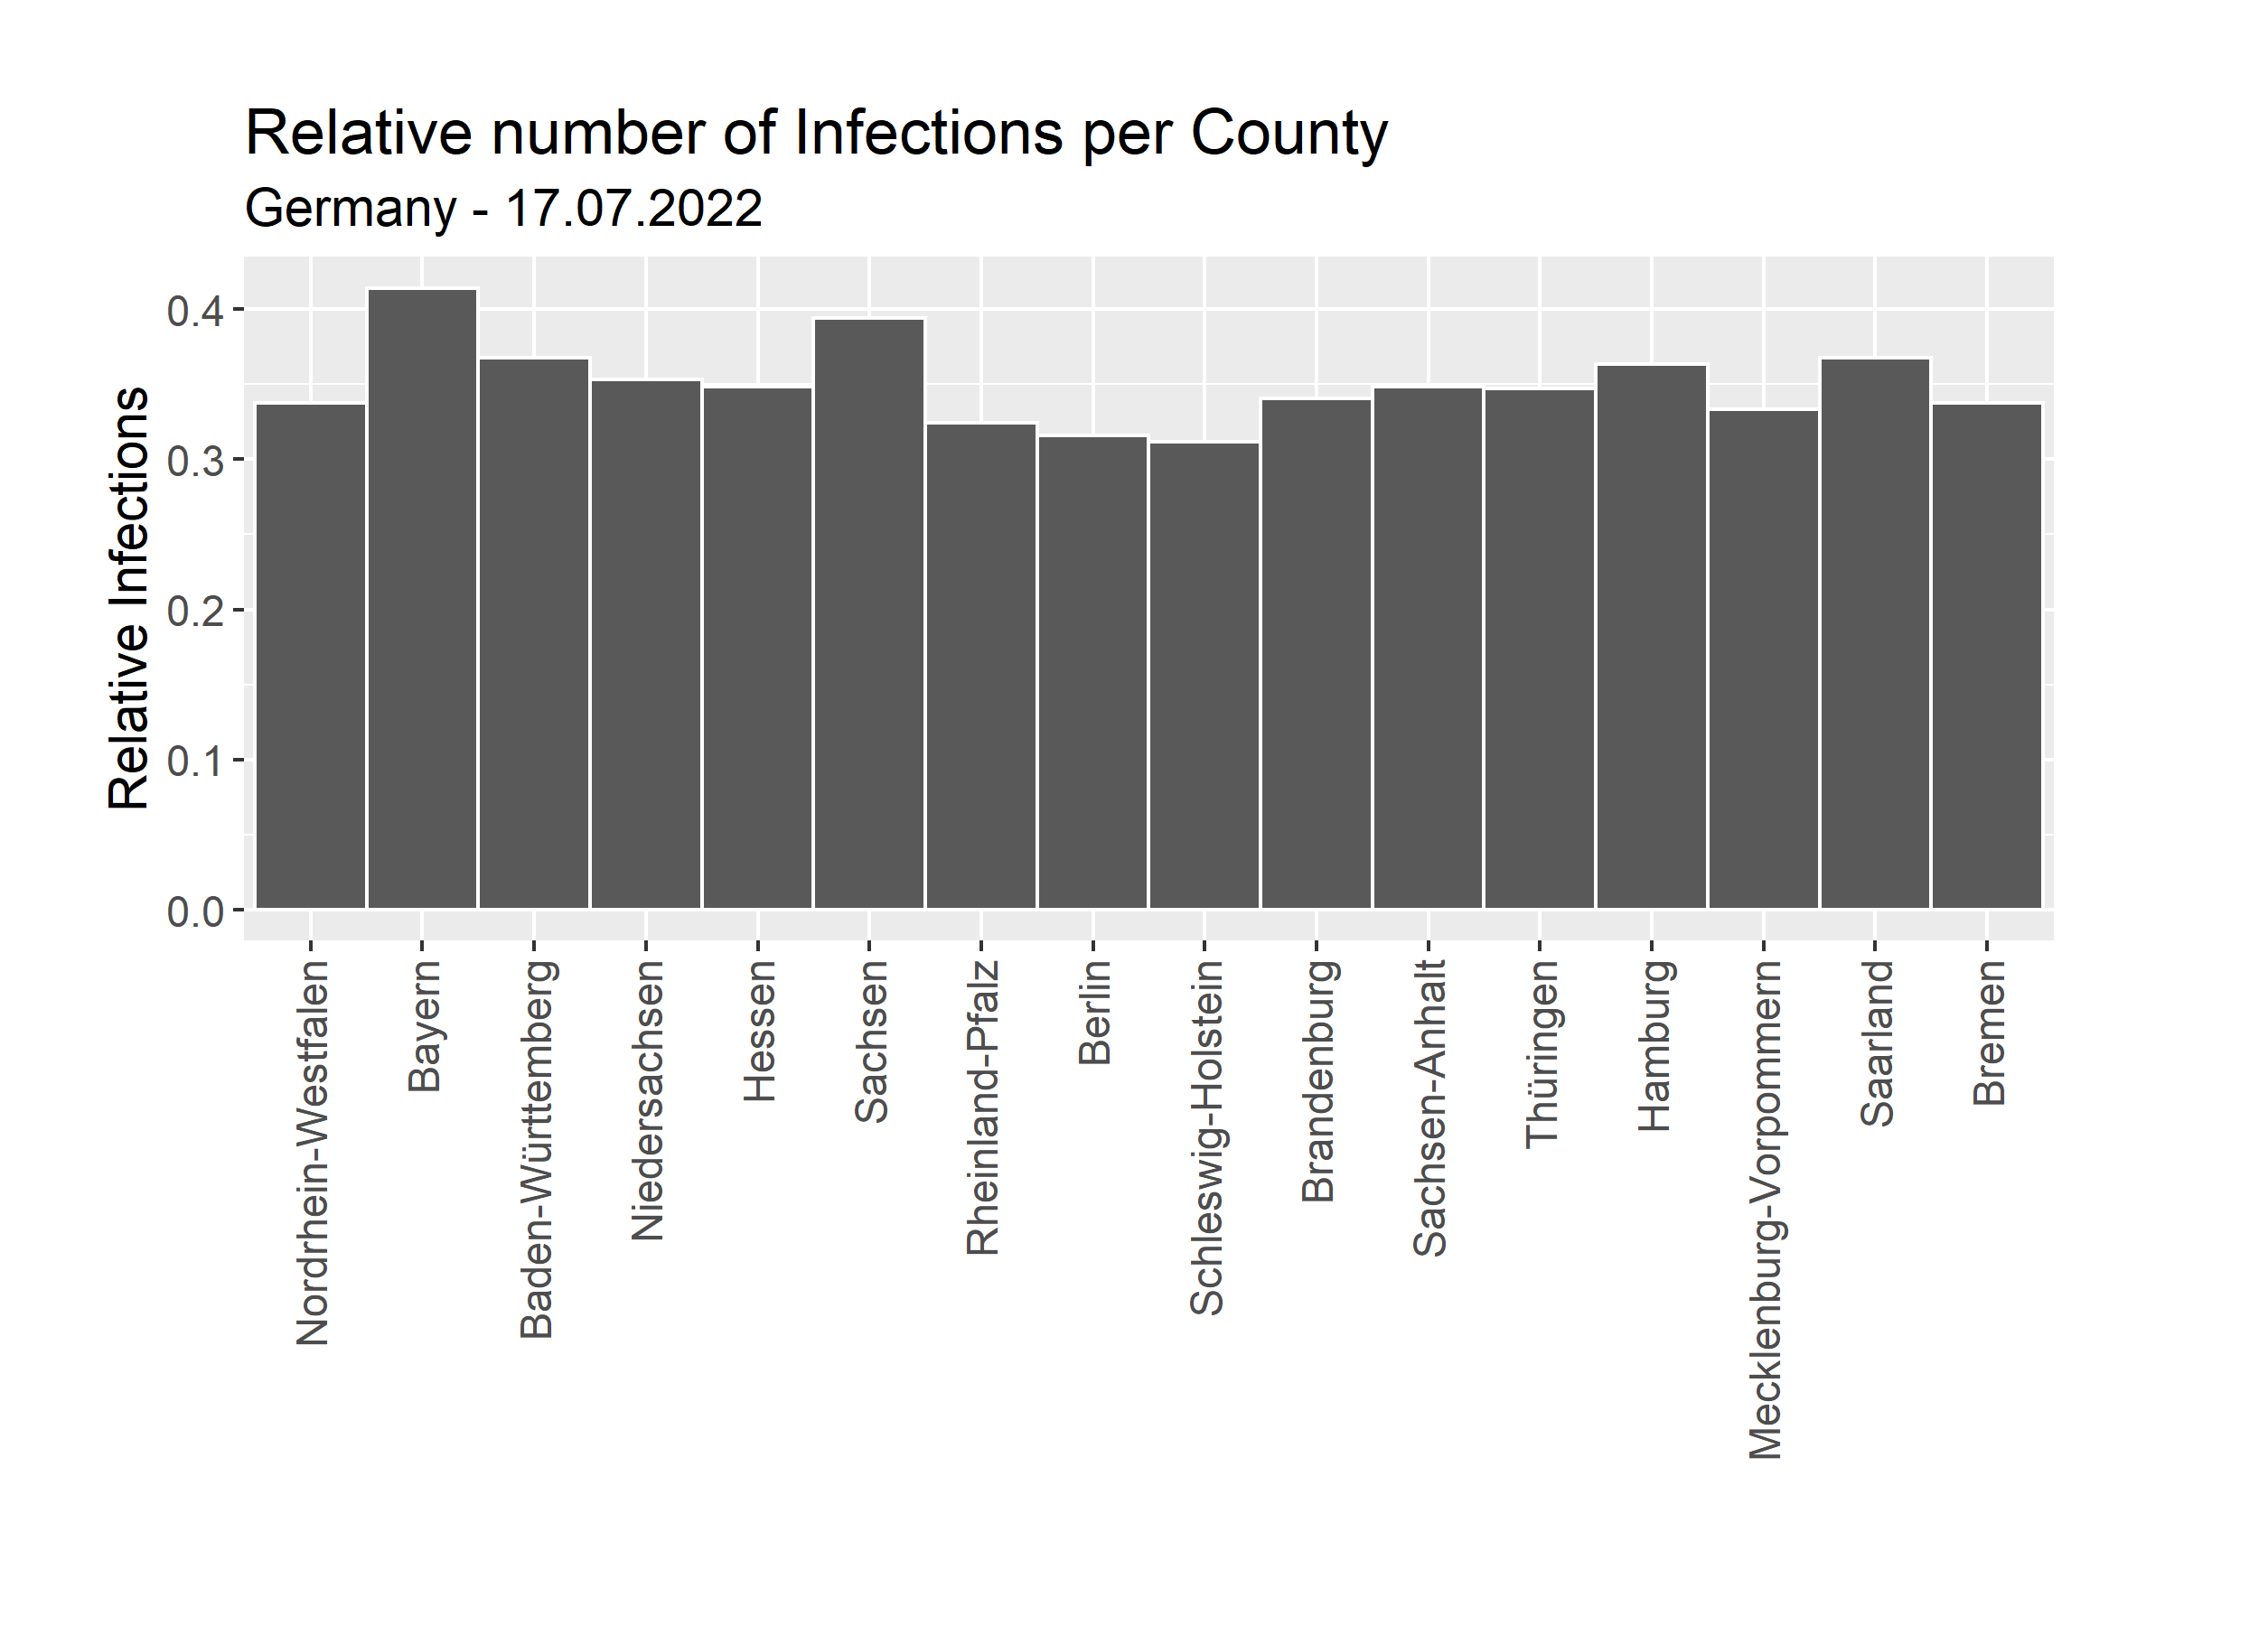 Relative number of Infections per County
Germany - 17.07.2022
Relative Infections
0.4
0.3
0.2
0.1
0.0
Nordrhein-Westfalen
Bayern
Baden-Württemberg
Niedersachsen
Hessen
Sachsen
Rheinland-Pfalz
Berlin
Schleswig-Holstein
Brandenburg
Sachsen-Anhalt
Thüringen
Hamburg
Mecklenburg-Vorpommern
Saarland
Bremen